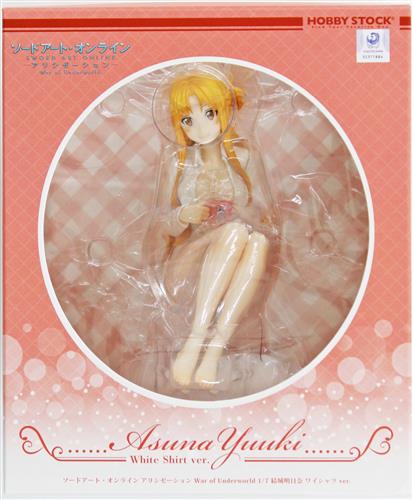 HOBBY STOCK
ソードアート・オンライン
SWORD ART ONLINE
アリシゼーション
War of Underworld
Asuna Yuuki
White Shirt ver.
ソードアート・オンライン アリシゼーション War of Underworld 1/7 結城明日奈 ワイシャツ ver.